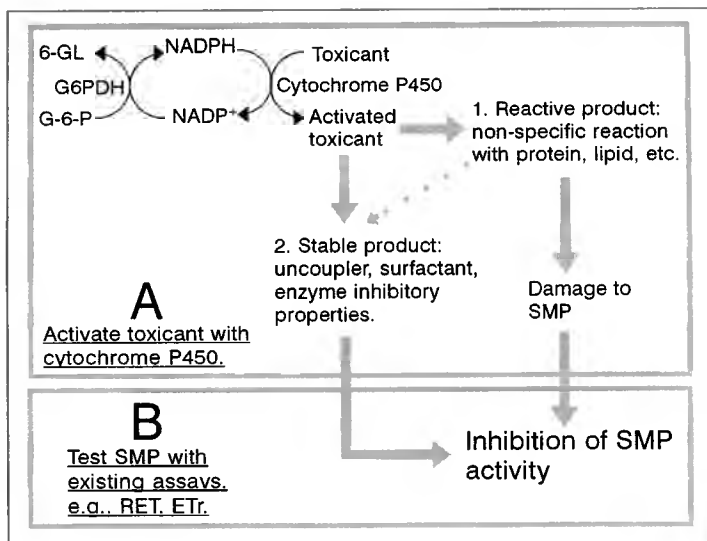 6-GL
NADPH
Toxicant
G6PDH
Cytochrome P450
G-6-P
NADP+
Activated
toxicant
1. Reactive product:
non-specific reaction
with protein, lipid, etc.
2. Stable product:
uncoupler, surfactant,
enzyme inhibitory
properties.
Damage to
SMP
A
Activate toxicant with
cytochrome P450.
B
Test SMP with
existing assays.
e.g., RET, ETr.
Inhibition of SMP
activity